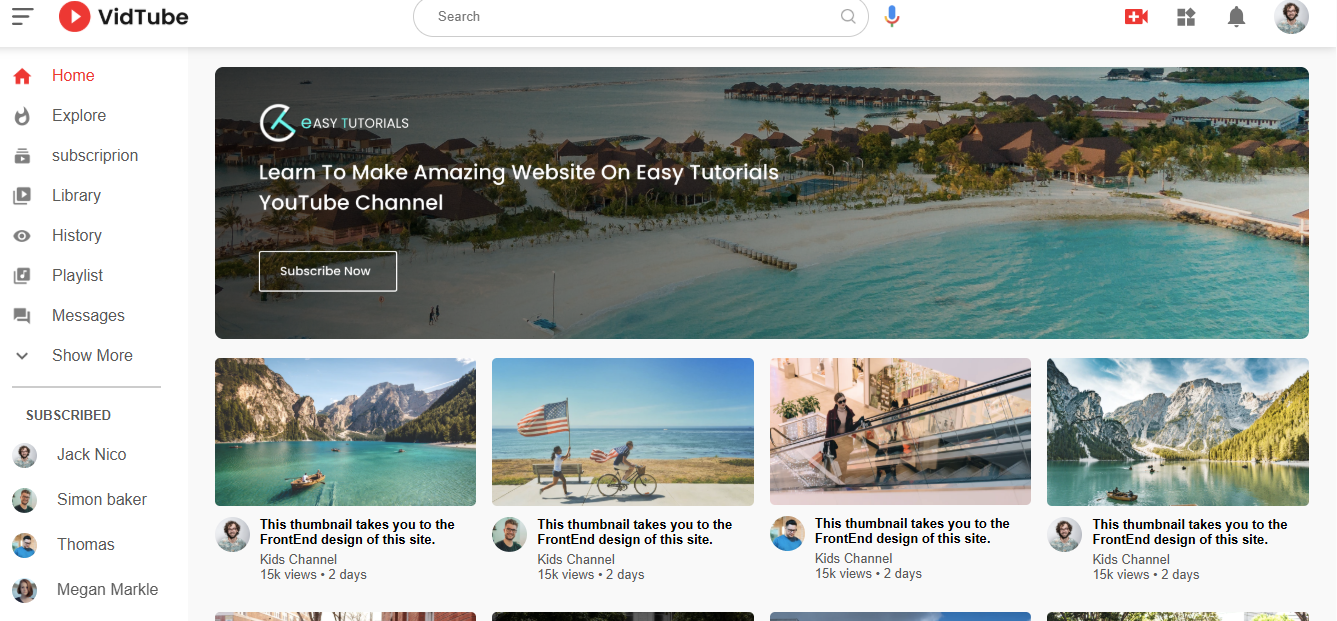 VidTube
Search
Home
Explore
subscriprion
Library
History
Playlist
Messages
Show More
SUBSCRIBED
Jack Nico
Simon baker
Thomas
Megan Markle
eASY TUTORIALS
Learn To Make Amazing Website On Easy Tutorials
YouTube Channel
Subscribe Now
This thumbnail takes you to the
FrontEnd design of this site.
Kids Channel
15k views • 2 days
This thumbnail takes you to the
FrontEnd design of this site.
Kids Channel
15k views • 2 days
This thumbnail takes you to the
FrontEnd design of this site.
Kids Channel
15k views • 2 days
This thumbnail takes you to the
FrontEnd design of this site.
Kids Channel
15k views • 2 days